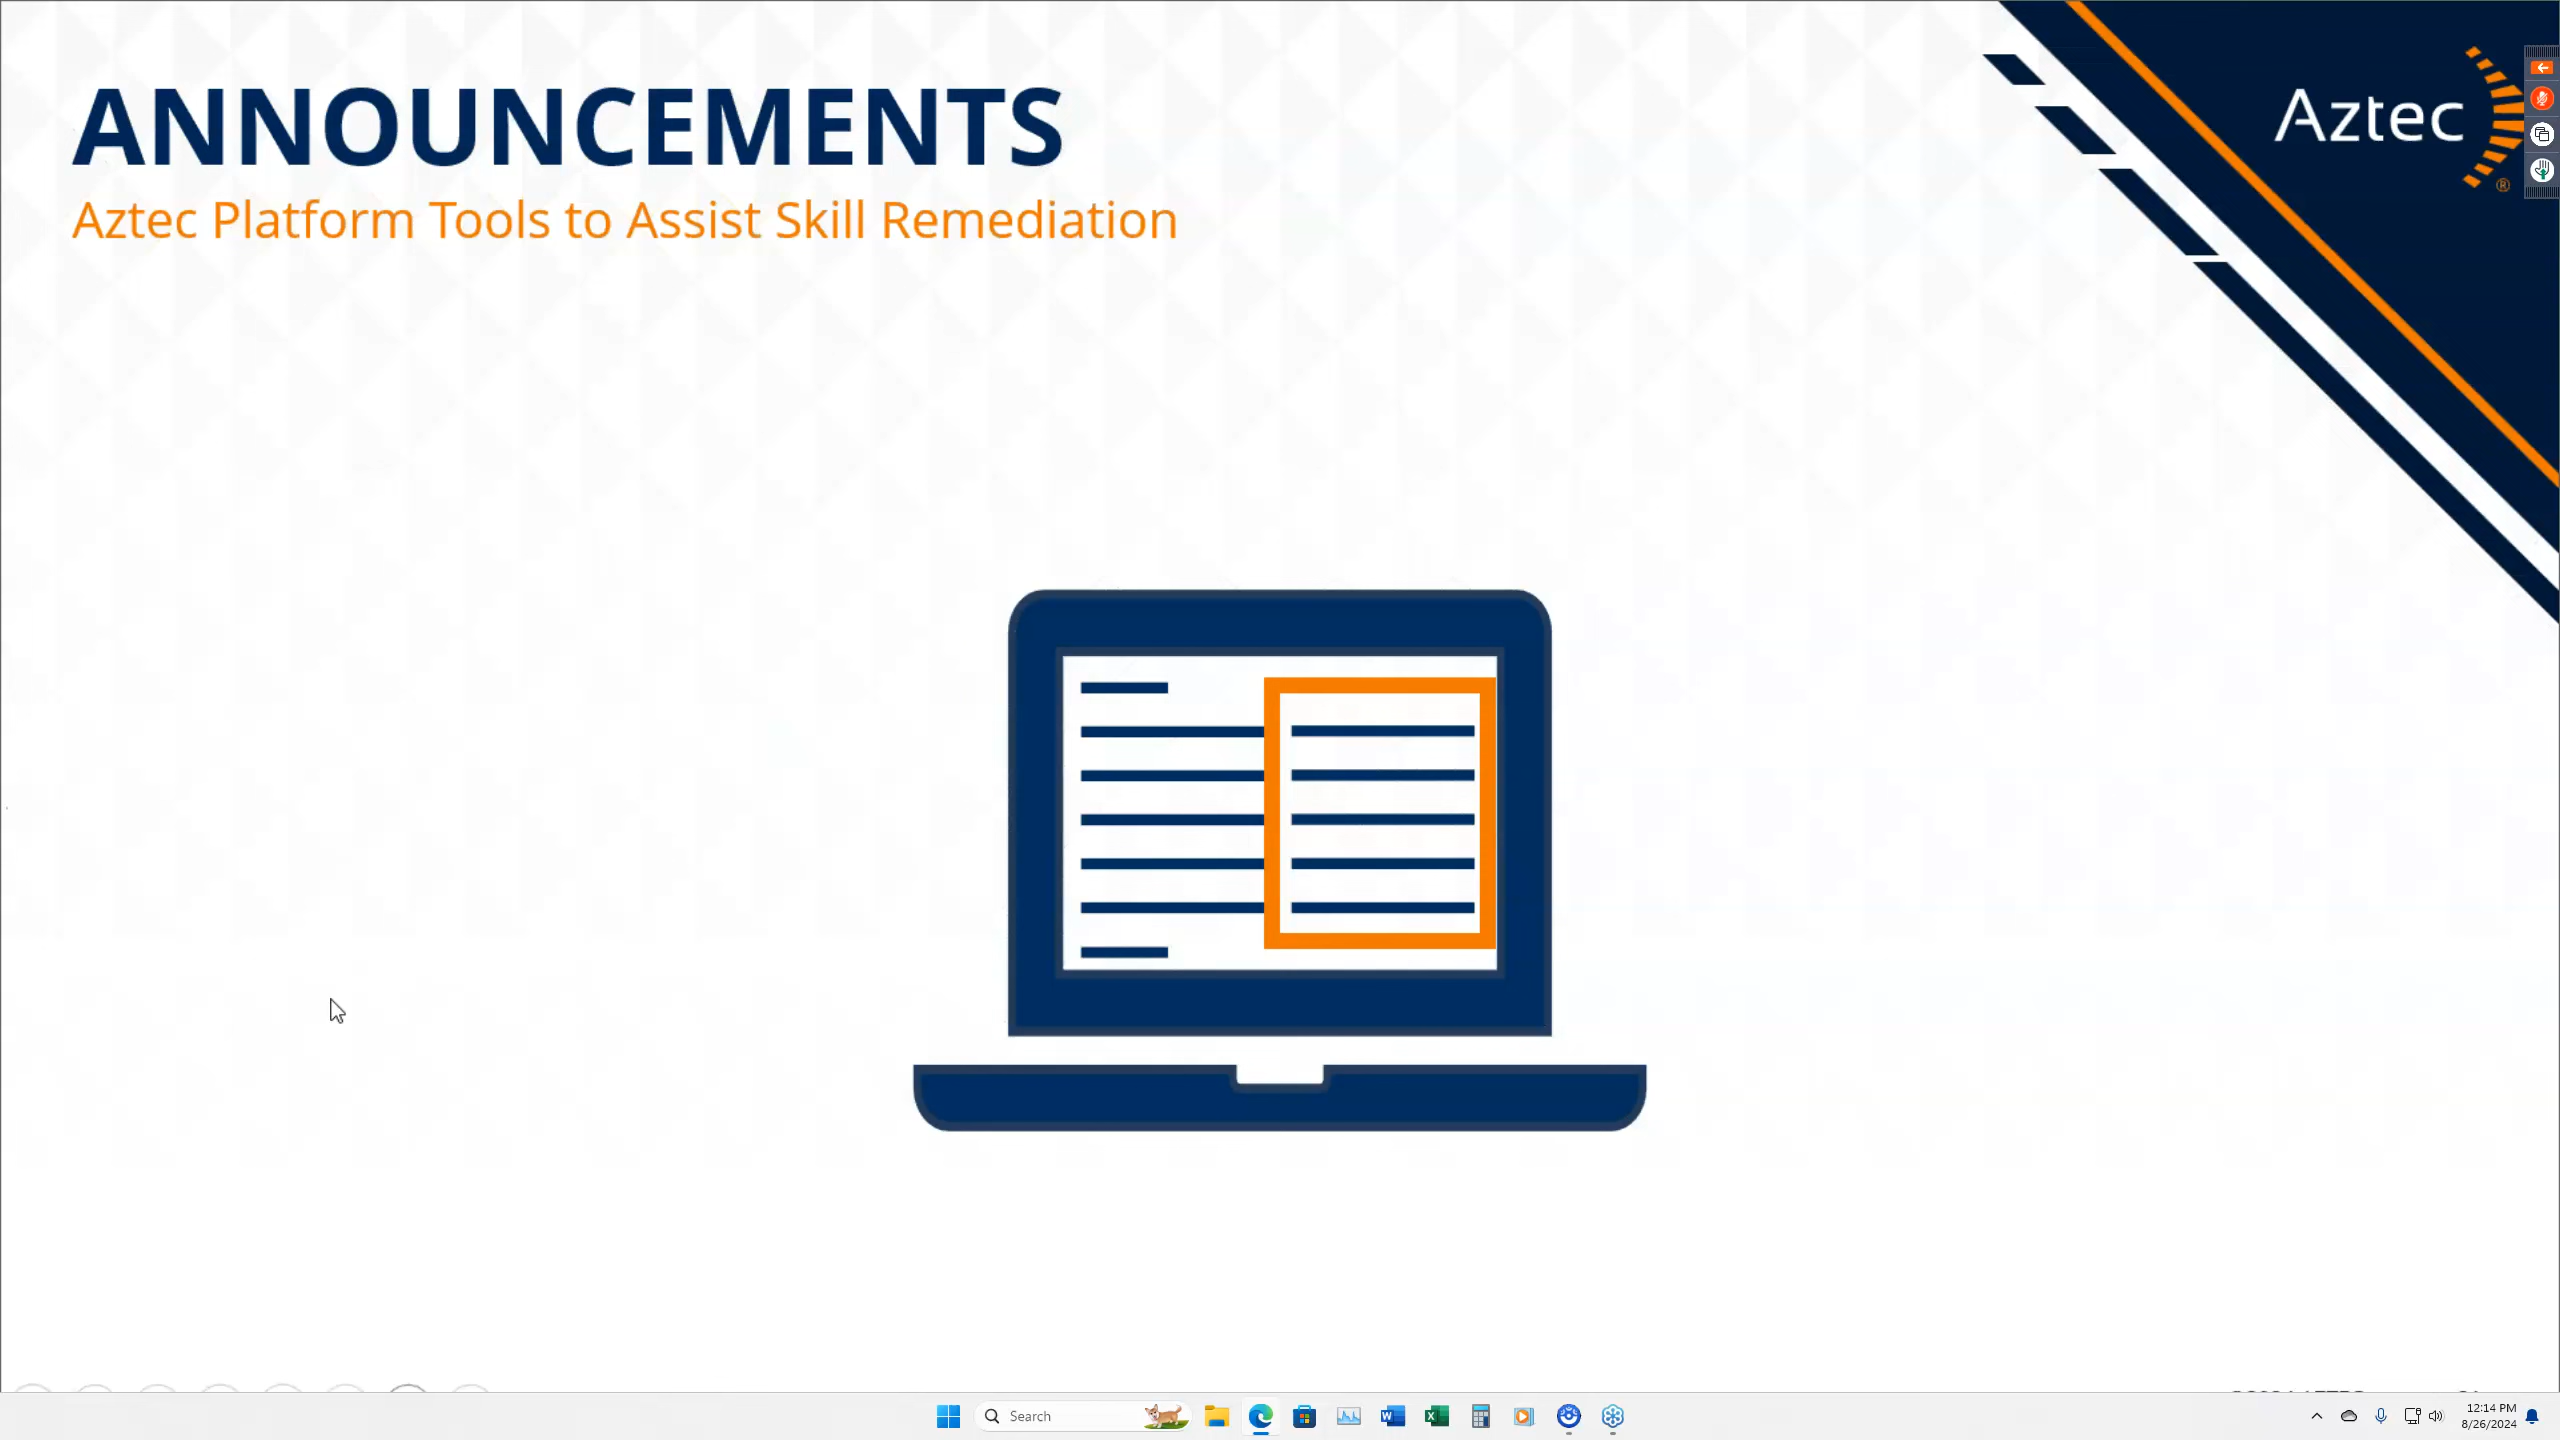 ANNOUNCEMENTS
Aztec Platform Tools to Assist Skill Remediation
Aztec
®
Search
12:14 PM
8/26/2024